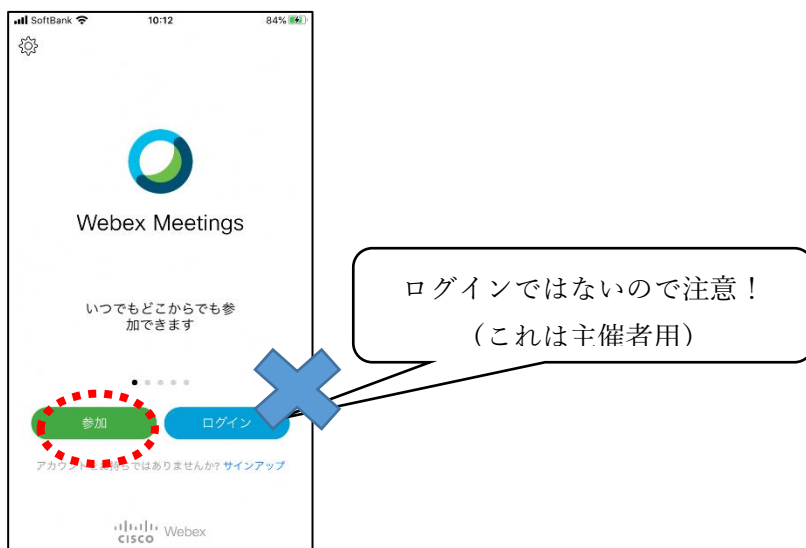 SoftBank 10:12 84%
Webex Meetings
いつでもどこからでも参
加できます
ログインではないので注意！
（これは主催者用）
参加 ログイン
アカウントをお持ちではありませんか? サインアップ
CISCO Webex